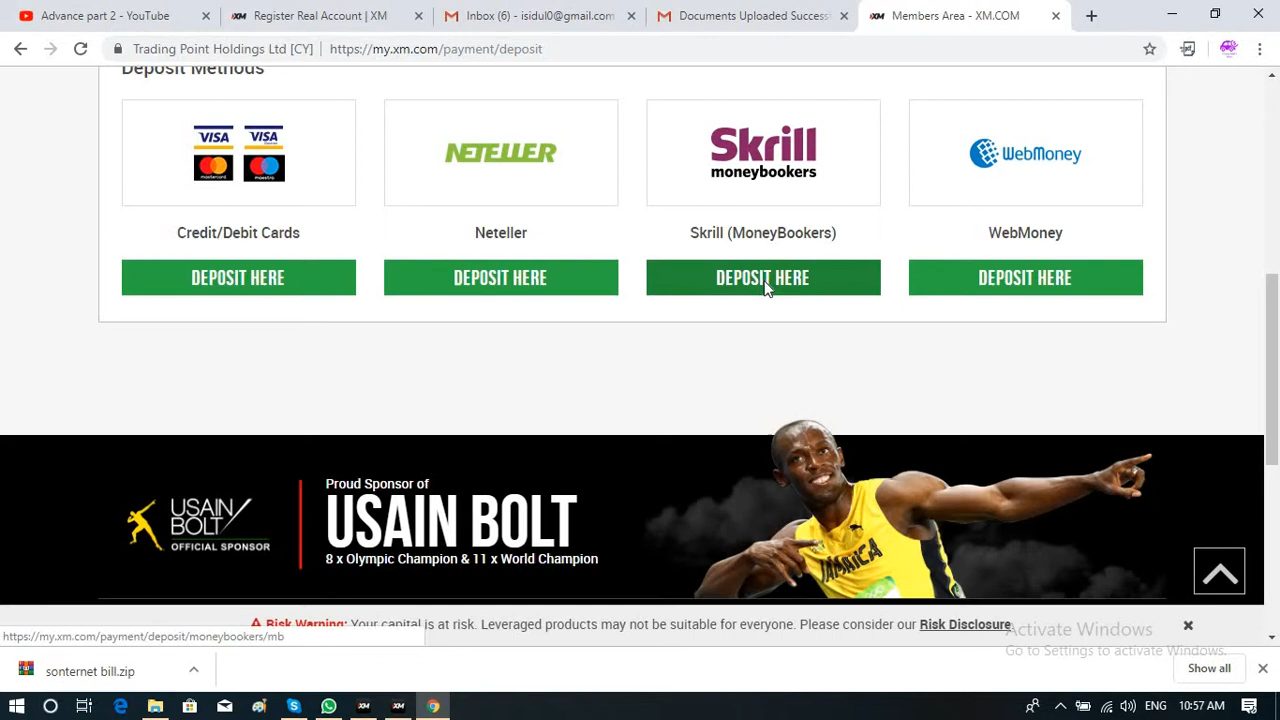 Advance part 2 - YouTube
Register Real Account | XM
Inbox (6) - isidul0@gmail.com
Documents Uploaded Success
Members Area - XM.COM
Trading Point Holdings Ltd [CY]
https://my.xm.com/payment/deposit
Deposit Methods
VISA VISA
mastercard maestro
NETELLER
Skrill
moneybookers
WebMoney
Credit/Debit Cards
Neteller
Skrill (MoneyBookers)
WebMoney
DEPOSIT HERE
DEPOSIT HERE
DEPOSIT HERE
DEPOSIT HERE
USAIN
BOLT
OFFICIAL SPONSOR
Proud Sponsor of
USAIN BOLT
8 x Olympic Champion & 11 x World Champion
JAMAICA
Risk Warning: Your capital is at risk. Leveraged products may not be suitable for everyone. Please consider our Risk Disclosure
https://my.xm.com/payment/deposit/moneybookers/mb
Activate Windows
Go to Settings to activate Windows.
sonternet bill.zip
Show all
XM
XM
ENG
10:57 AM